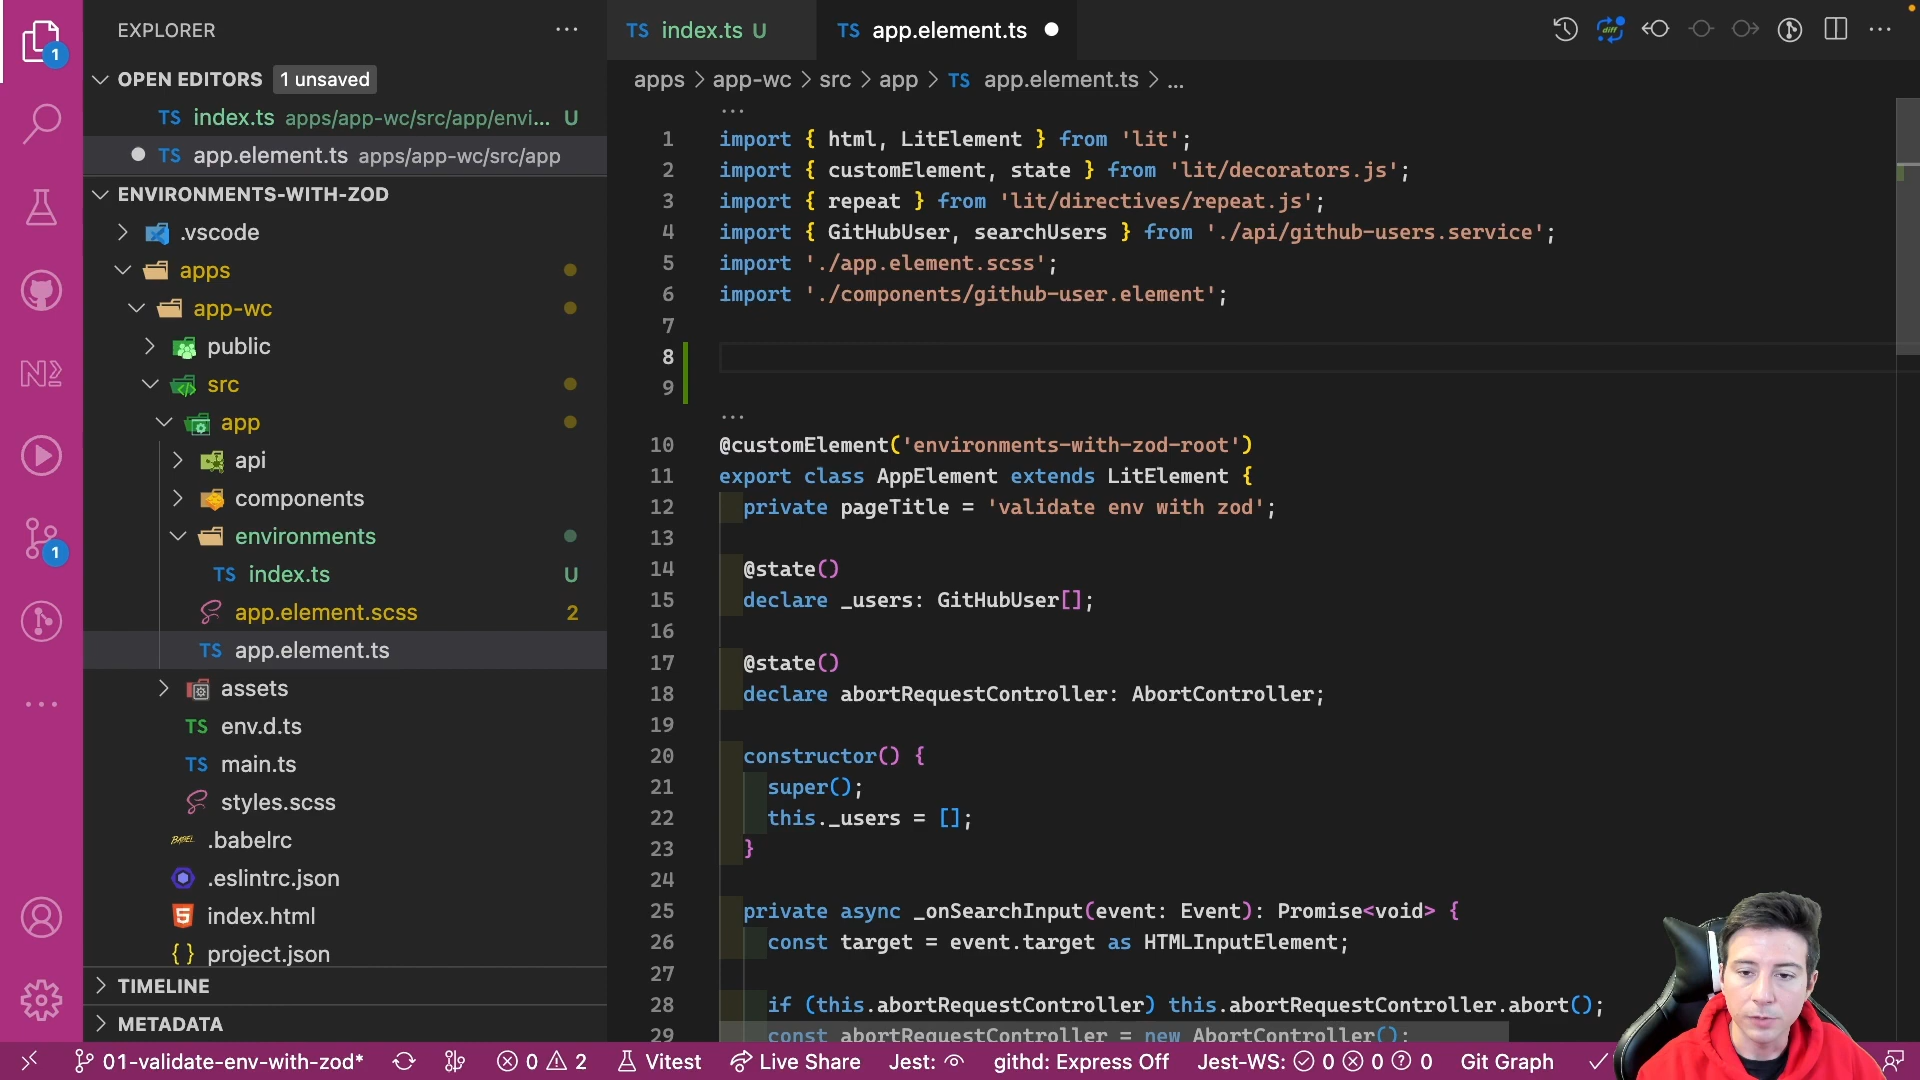 EXPLORER
OPEN EDITORS 1 unsaved
TS index.ts apps/app-wc/src/app/envi... U
TS app.element.ts apps/app-wc/src/app
ENVIRONMENTS-WITH-ZOD
.vscode
apps
app-wc
public
src
app
api
components
environments
TS index.ts U
app.element.scss 2
TS app.element.ts
assets
TS env.d.ts
TS main.ts
styles.scss
BABEL .babelrc
.eslintrc.json
index.html
{ } project.json
TIMELINE
METADATA
1
1
TS index.ts U
TS app.element.ts
diff
apps > app-wc > src > app > TS app.element.ts > ...
1 import { html, LitElement } from 'lit';
2 import { customElement, state } from 'lit/decorators.js';
3 import { repeat } from 'lit/directives/repeat.js';
4 import { GitHubUser, searchUsers } from './api/github-users.service';
5 import './app.element.scss';
6 import './components/github-user.element';
7
8
9
10 @customElement('environments-with-zod-root')
11 export class AppElement extends LitElement {
12 private pageTitle = 'validate env with zod';
13
14 @state()
15 declare _users: GitHubUser[];
16
17 @state()
18 declare abortRequestController: AbortController;
19
20 constructor() {
21 super();
22 this._users = [];
23 }
24
25 private async _onSearchInput(event: Event): Promise<void> {
26 const target = event.target as HTMLInputElement;
27
28 if (this.abortRequestController) this.abortRequestController.abort();
29 const abortRequestController = new AbortController();
01-validate-env-with-zod* 0 2 Vitest Live Share Jest: githd: Express Off Jest-WS: 0 0 0 Git Graph